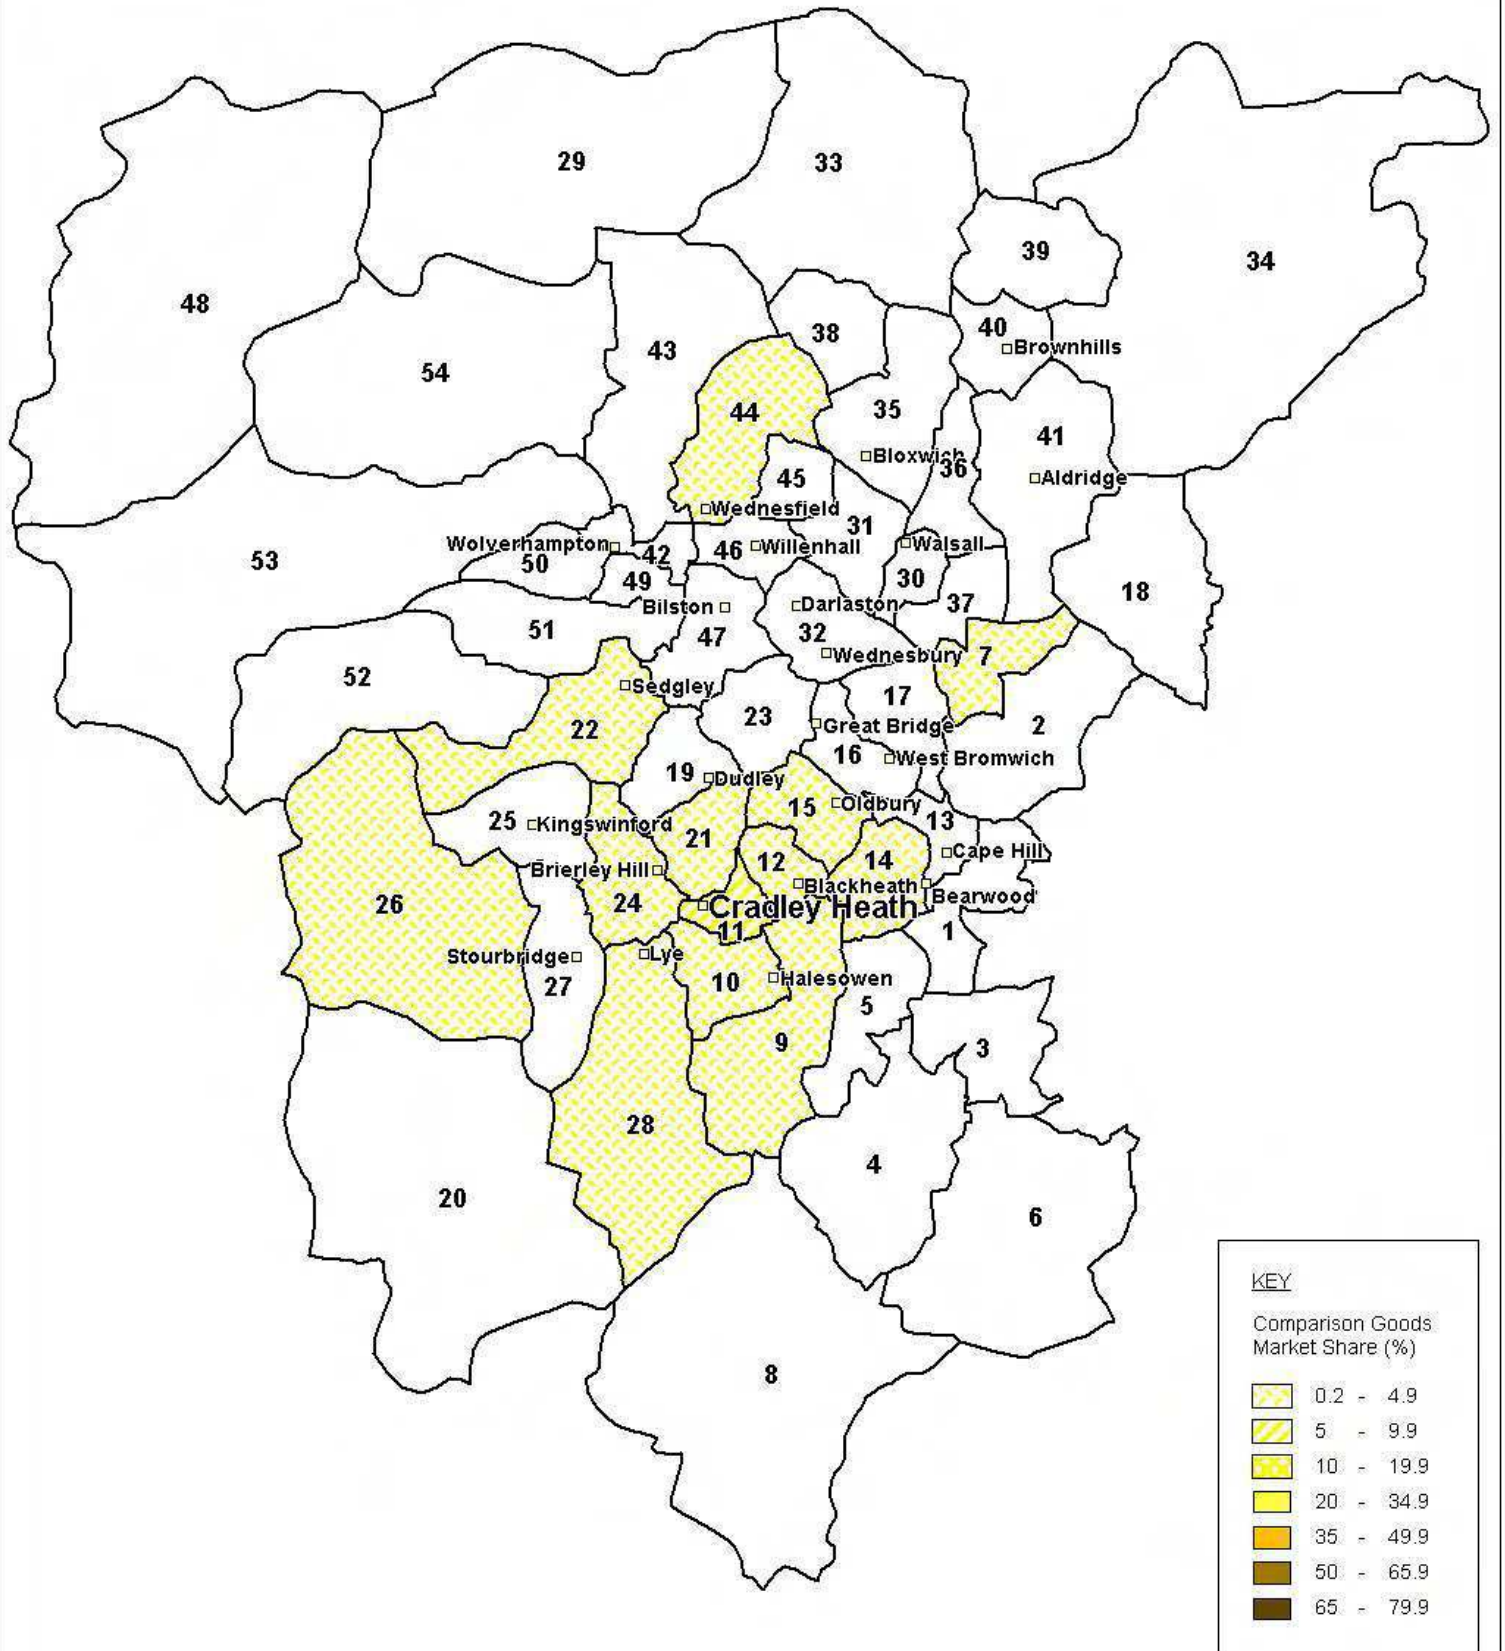 29
33
39
34
48
40
Brownhills
38
43
54
44
35
41
Bloxwich
36
Aldridge
45
Wednesfield
31
Wolverhampton
42
46
Willenhall
Walsall
53
50
49
30
18
Bilston
Darlaston
37
51
47
32
Wednesbury
7
52
Sedgley
17
22
23
Great Bridge
2
16
West Bromwich
19
Dudley
15
Oldbury
25
Kingswinford
21
13
Cape Hill
Brierley Hill
12
14
Blackheath
Bearwood
26
24
Cradley Heath
11
1
Stourbridge
Lye
27
10
Halesowen
5
9
3
28
4
20
6
8
KEY
Comparison Goods
Market Share (%)
0.2 - 4.9
5 - 9.9
10 - 19.9
20 - 34.9
35 - 49.9
50 - 65.9
65 - 79.9